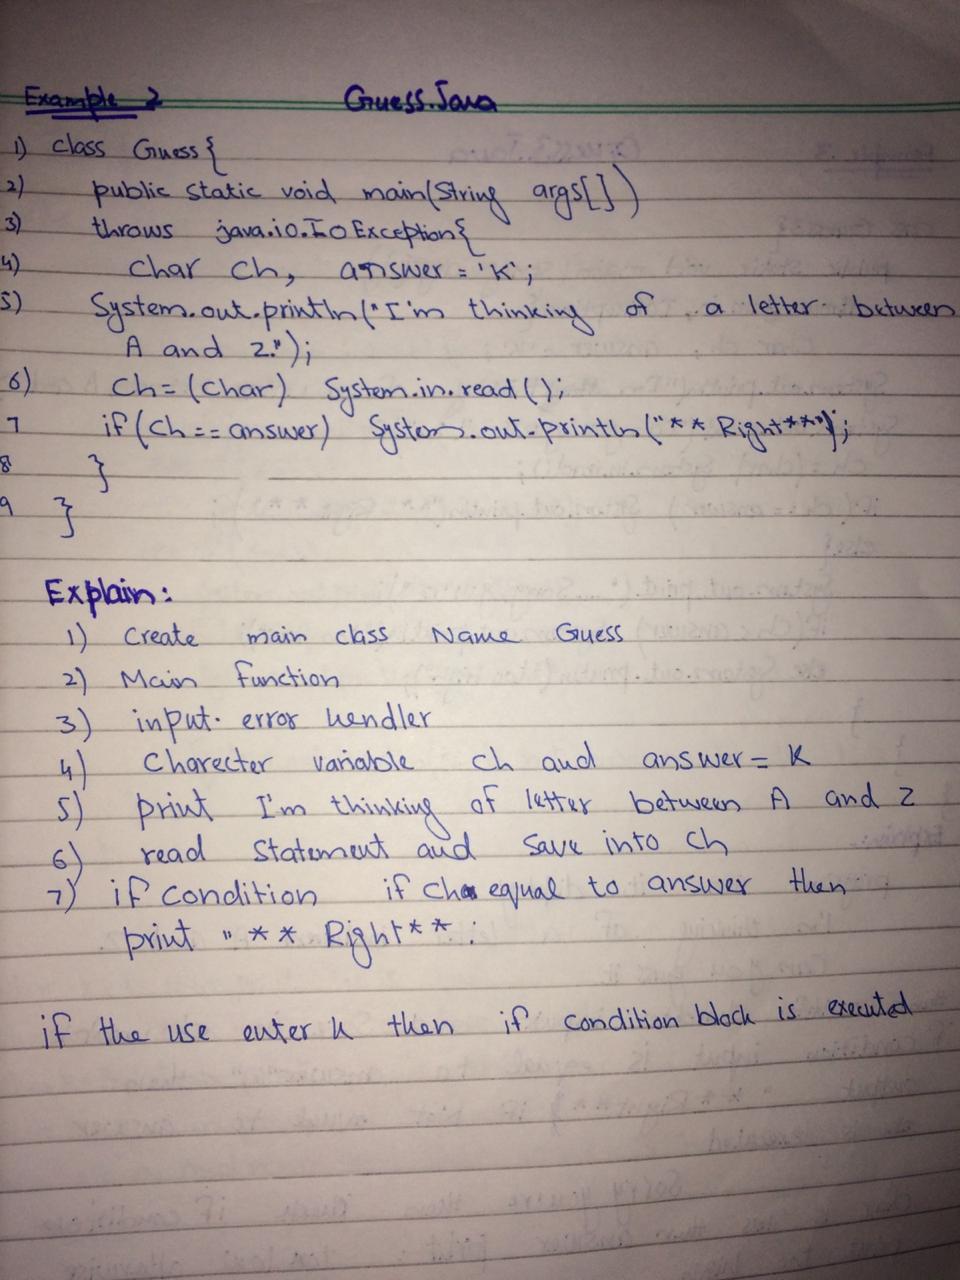 Example 2 Guess.Java
1) class Guess{
2) public static void main(String args[])
3) throws java.io.IoException{
4) char ch, answer = 'K';
5) System.out.println("I'm thinking of a letter between
A and Z.");
6) ch = (char) System.in.read();
7 if(ch == answer) System.out.println("** Right**");
8 }
9 }
Explain:
1) create main class Name Guess
2) Main function
3) input error hendler
4) Charecter variable ch and answer = K
5) print I'm thinking of letter between A and Z
6) read Statement and save into ch
7) if condition if ch equal to answer then
print " ** Right** :
if the use enter k then if condition block is executed